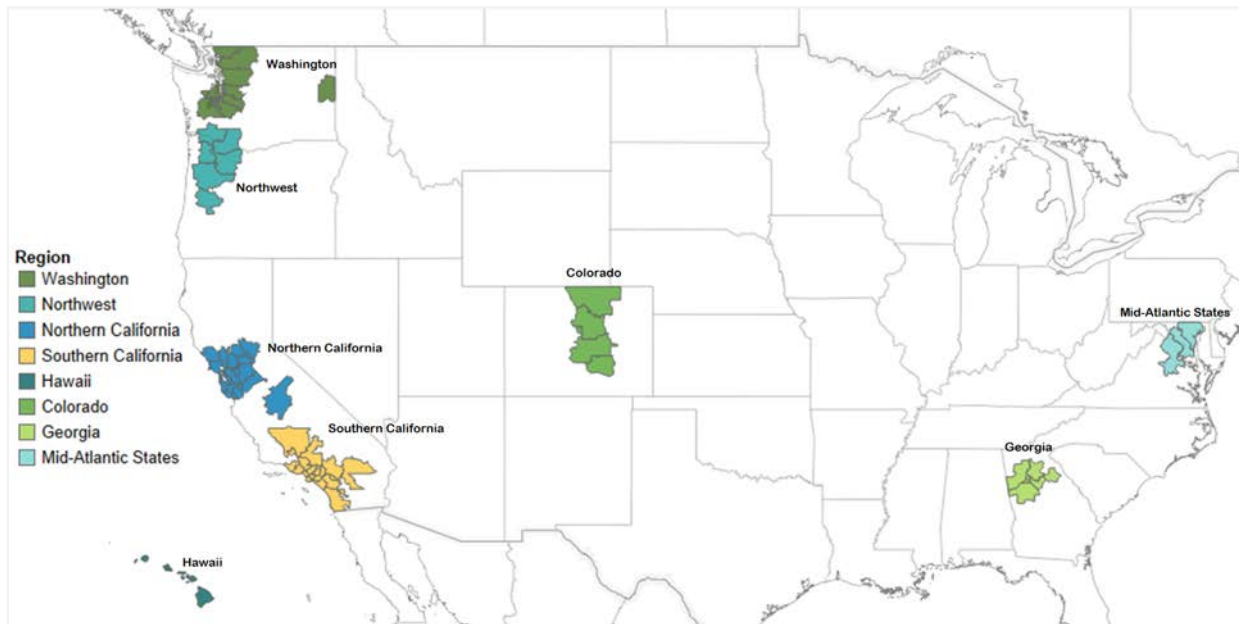 Washington
Northwest
Colorado
Mid-Atlantic States
Northern California
Southern California
Georgia
Hawaii
Region
Washington
Northwest
Northern California
Southern California
Hawaii
Colorado
Georgia
Mid-Atlantic States